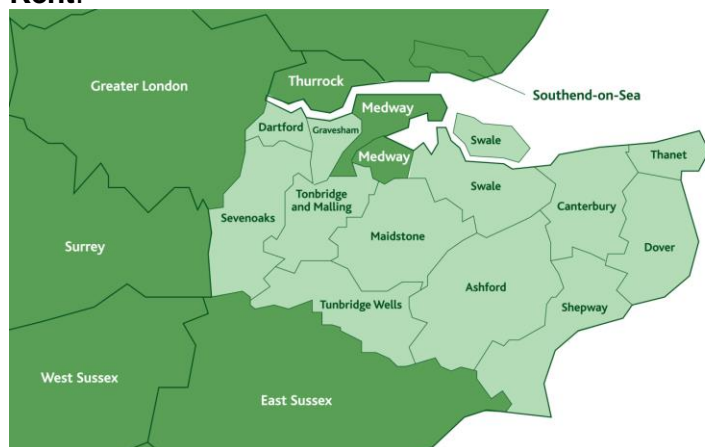 Kent.
Greater London
Thurrock
Southend-on-Sea
Medway
Dartford
Gravesham
Swale
Medway
Thanet
Tonbridge
and Malling
Swale
Sevenoaks
Canterbury
Maidstone
Surrey
Dover
Ashford
Tunbridge Wells
Shepway
West Sussex
East Sussex